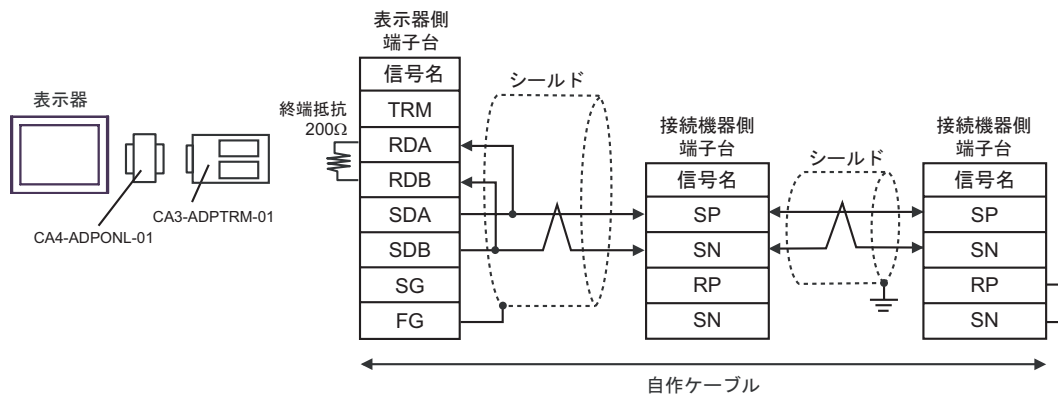 表示器
CA4-ADPONL-01
CA3-ADPTRM-01
終端抵抗
200Ω
表示器側
端子台
信号名
TRM
RDA
RDB
SDA
SDB
SG
FG
シールド
接続機器側
端子台
信号名
SP
SN
RP
SN
シールド
接続機器側
端子台
信号名
SP
SN
RP
SN
自作ケーブル